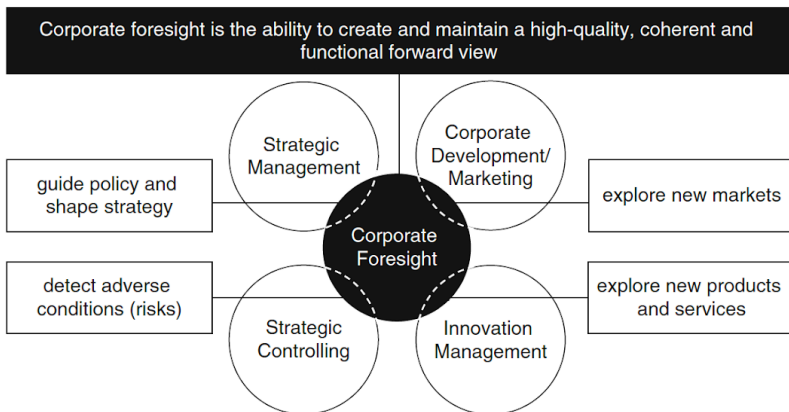 Corporate foresight is the ability to create and maintain a high-quality, coherent and
functional forward view
Strategic
Management
Corporate
Development/
Marketing
guide policy and
shape strategy
explore new markets
Corporate
Foresight
detect adverse
conditions (risks)
explore new products
and services
Strategic
Controlling
Innovation
Management